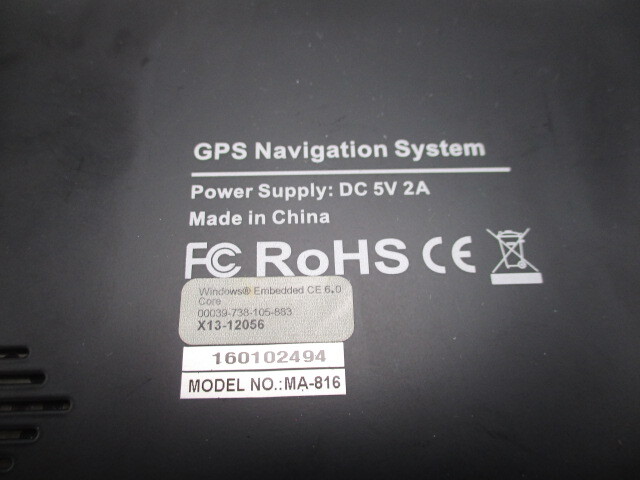 GPS Navigation System
Power Supply: DC 5V 2A
Made in China
FC RoHS CE
Windows® Embedded CE 6.0
Core
00039-738-105-883
X13-12056
160102494
MODEL NO.:MA-816